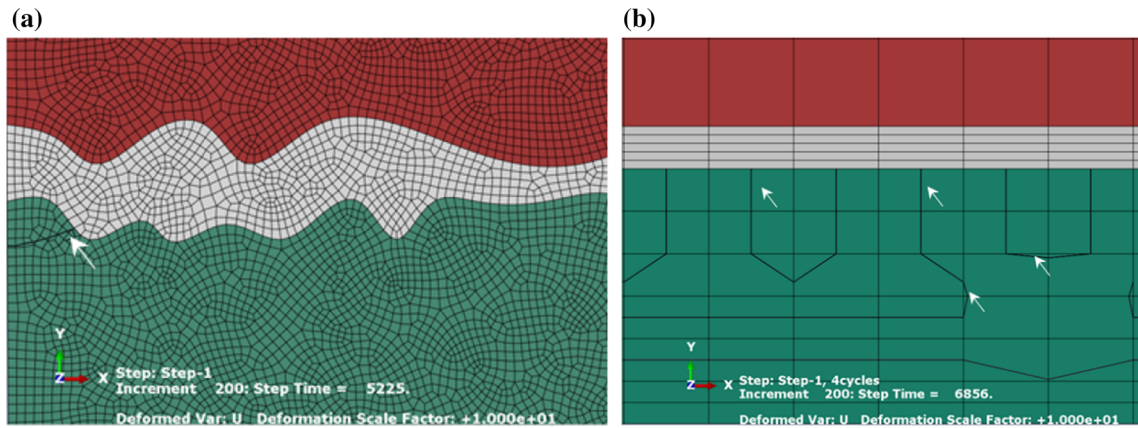 (a)
Y
Z X
Step: Step-1
Increment 200: Step Time = 5225.
Deformed Var: U Deformation Scale Factor: +1.000e+01
(b)
Y
Z X
Step: Step-1, 4cycles
Increment 200: Step Time = 6856.
Deformed Var: U Deformation Scale Factor: +1.000e+01